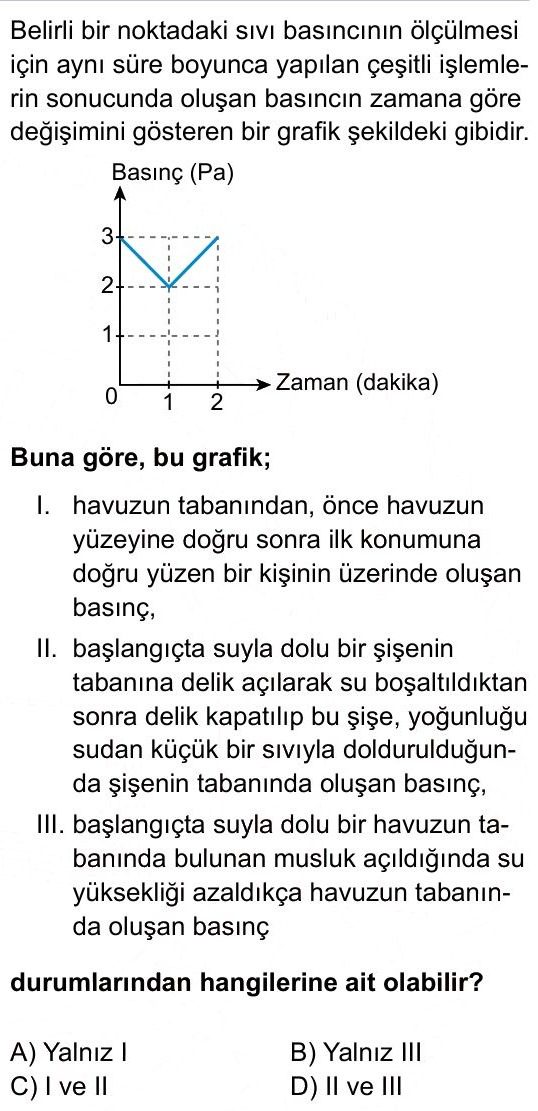 Belirli bir noktadaki sıvı basıncının ölçülmesi
için aynı süre boyunca yapılan çeşitli işlemle-
rin sonucunda oluşan basıncın zamana göre
değişimini gösteren bir grafik şekildeki gibidir.
Basınç (Pa)
3
2
1
0
1
2
Zaman (dakika)
Buna göre, bu grafik;
I. havuzun tabanından, önce havuzun
yüzeyine doğru sonra ilk konumuna
doğru yüzen bir kişinin üzerinde oluşan
basınç,
II. başlangıçta suyla dolu bir şişenin
tabanına delik açılarak su boşaltıldıktan
sonra delik kapatılıp bu şişe, yoğunluğu
sudan küçük bir sıvıyla doldurulduğun-
da şişenin tabanında oluşan basınç,
III. başlangıçta suyla dolu bir havuzun ta-
banında bulunan musluk açıldığında su
yüksekliği azaldıkça havuzun tabanın-
da oluşan basınç
durumlarından hangilerine ait olabilir?
A) Yalnız I
B) Yalnız III
C) I ve II
D) II ve III